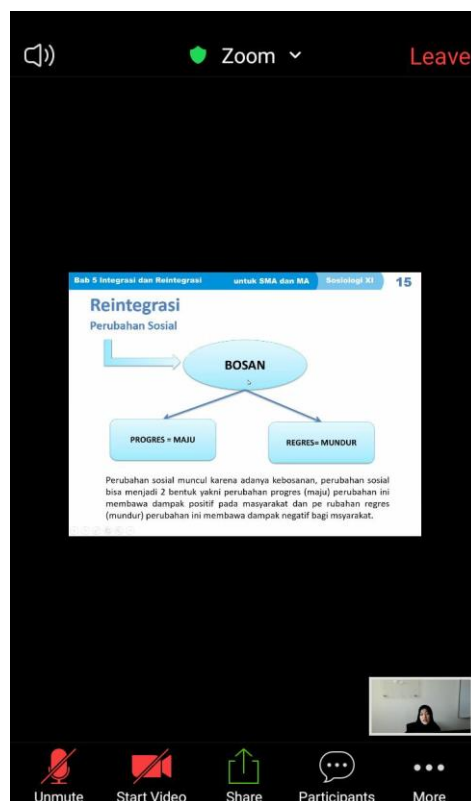 Zoom
Leave
Bab 5 Integrasi dan Reintegrasi untuk SMA dan MA Sosiologi XI 15
Reintegrasi
Perubahan Sosial
BOSAN
PROGRES = MAJU
REGRES= MUNDUR
Perubahan sosial muncul karena adanya kebosanan, perubahan sosial
bisa menjadi 2 bentuk yakni perubahan progres (maju) perubahan ini
membawa dampak positif pada masyarakat dan pe rubahan regres
(mundur) perubahan ini membawa dampak negatif bagi msyarakat.
Unmute Start Video Share Participants More